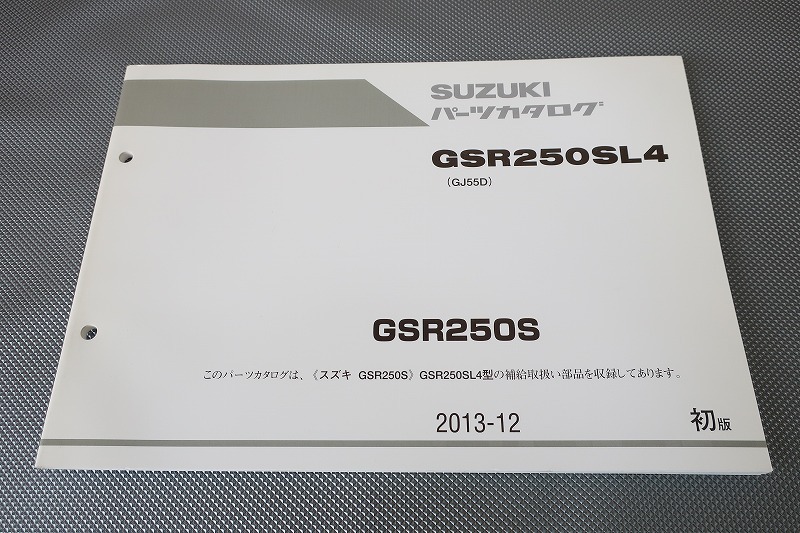 SUZUKI
パーツカタログ
GSR250SL4
(GJ55D)
GSR250S
このパーツカタログは、《スズキ GSR250S》GSR250SL4型の補給取扱い部品を収録してあります。
2013-12
初版